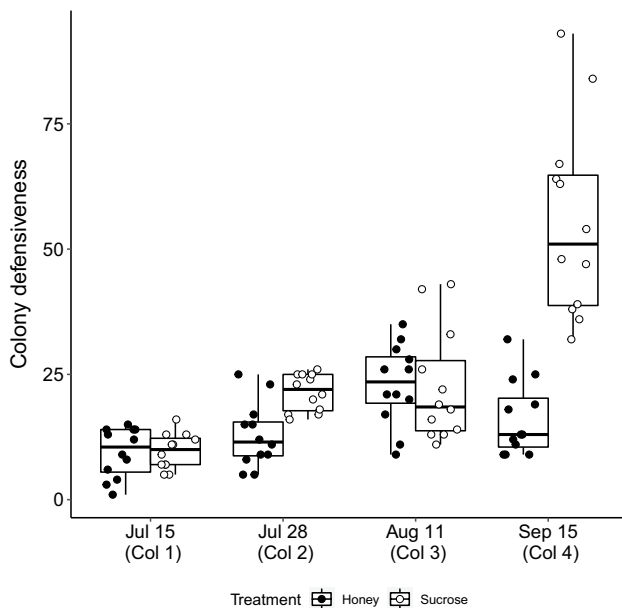 Colony defensiveness
75
50
25
0
Jul 15 Jul 28 Aug 11 Sep 15
(Col 1) (Col 2) (Col 3) (Col 4)
Treatment Honey Sucrose